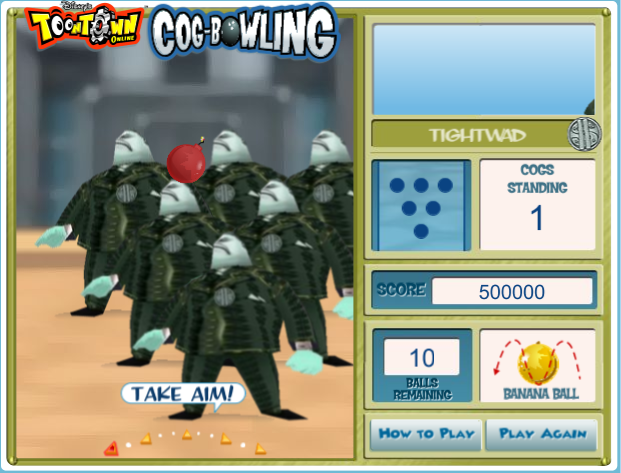 Disney's
TOONTOWN
ONLINE
COG-BOWLING
TIGHTWAD
COGS
STANDING
1
SCORE
500000
10
BALLS
REMAINING
BANANA BALL
TAKE AIM!
HOW TO PLAY
PLAY AGAIN